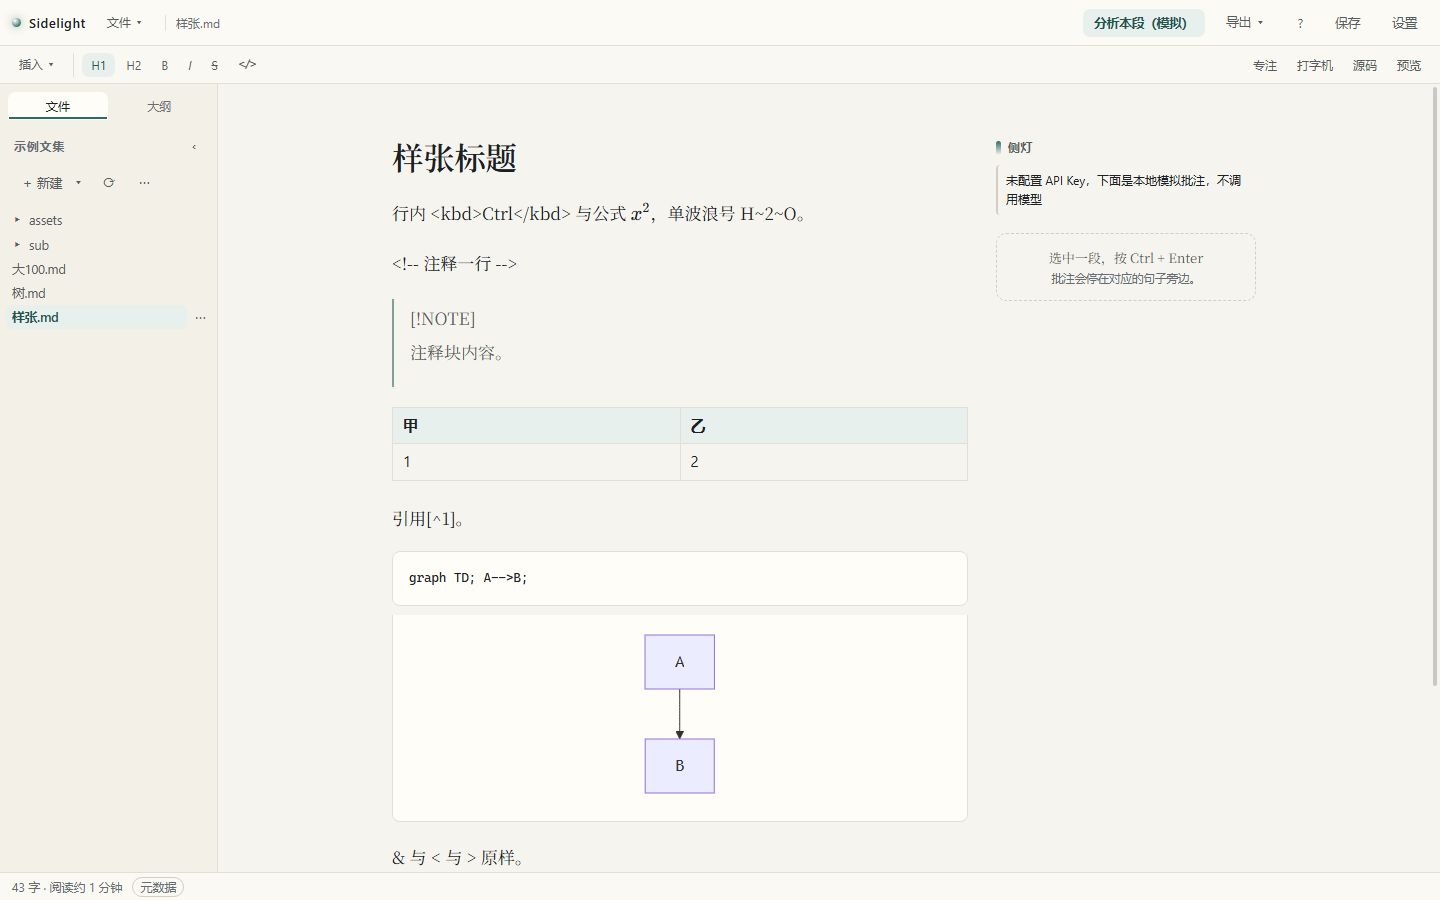 Sidelight 文件 样张.md 分析本段（模拟） 导出 ? 保存 设置
插入 H1 H2 B I S </> 专注 打字机 源码 预览
文件 大纲
示例文集
+ 新建 ···
assets
sub
大100.md
树.md
样张.md ···
样张标题
行内 <kbd>Ctrl</kbd> 与公式 x²，单波浪号 H~2~O。
<!-- 注释一行 -->
[!NOTE]
注释块内容。
甲 乙
1 2
引用[^1]。
graph TD; A-->B;
A
B
& 与 < 与 > 原样。
侧灯
未配置 API Key，下面是本地模拟批注，不调
用模型
选中一段，按 Ctrl + Enter
批注会停在对应的句子旁边。
43 字 · 阅读约 1 分钟 元数据